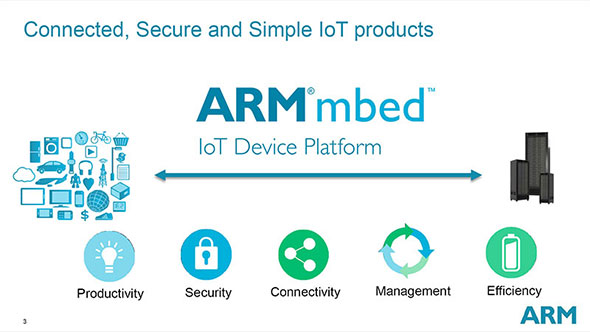 Connected, Secure and Simple IoT products
ARM®mbed™
IoT Device Platform
Productivity
Security
Connectivity
Management
Efficiency
3
ARM